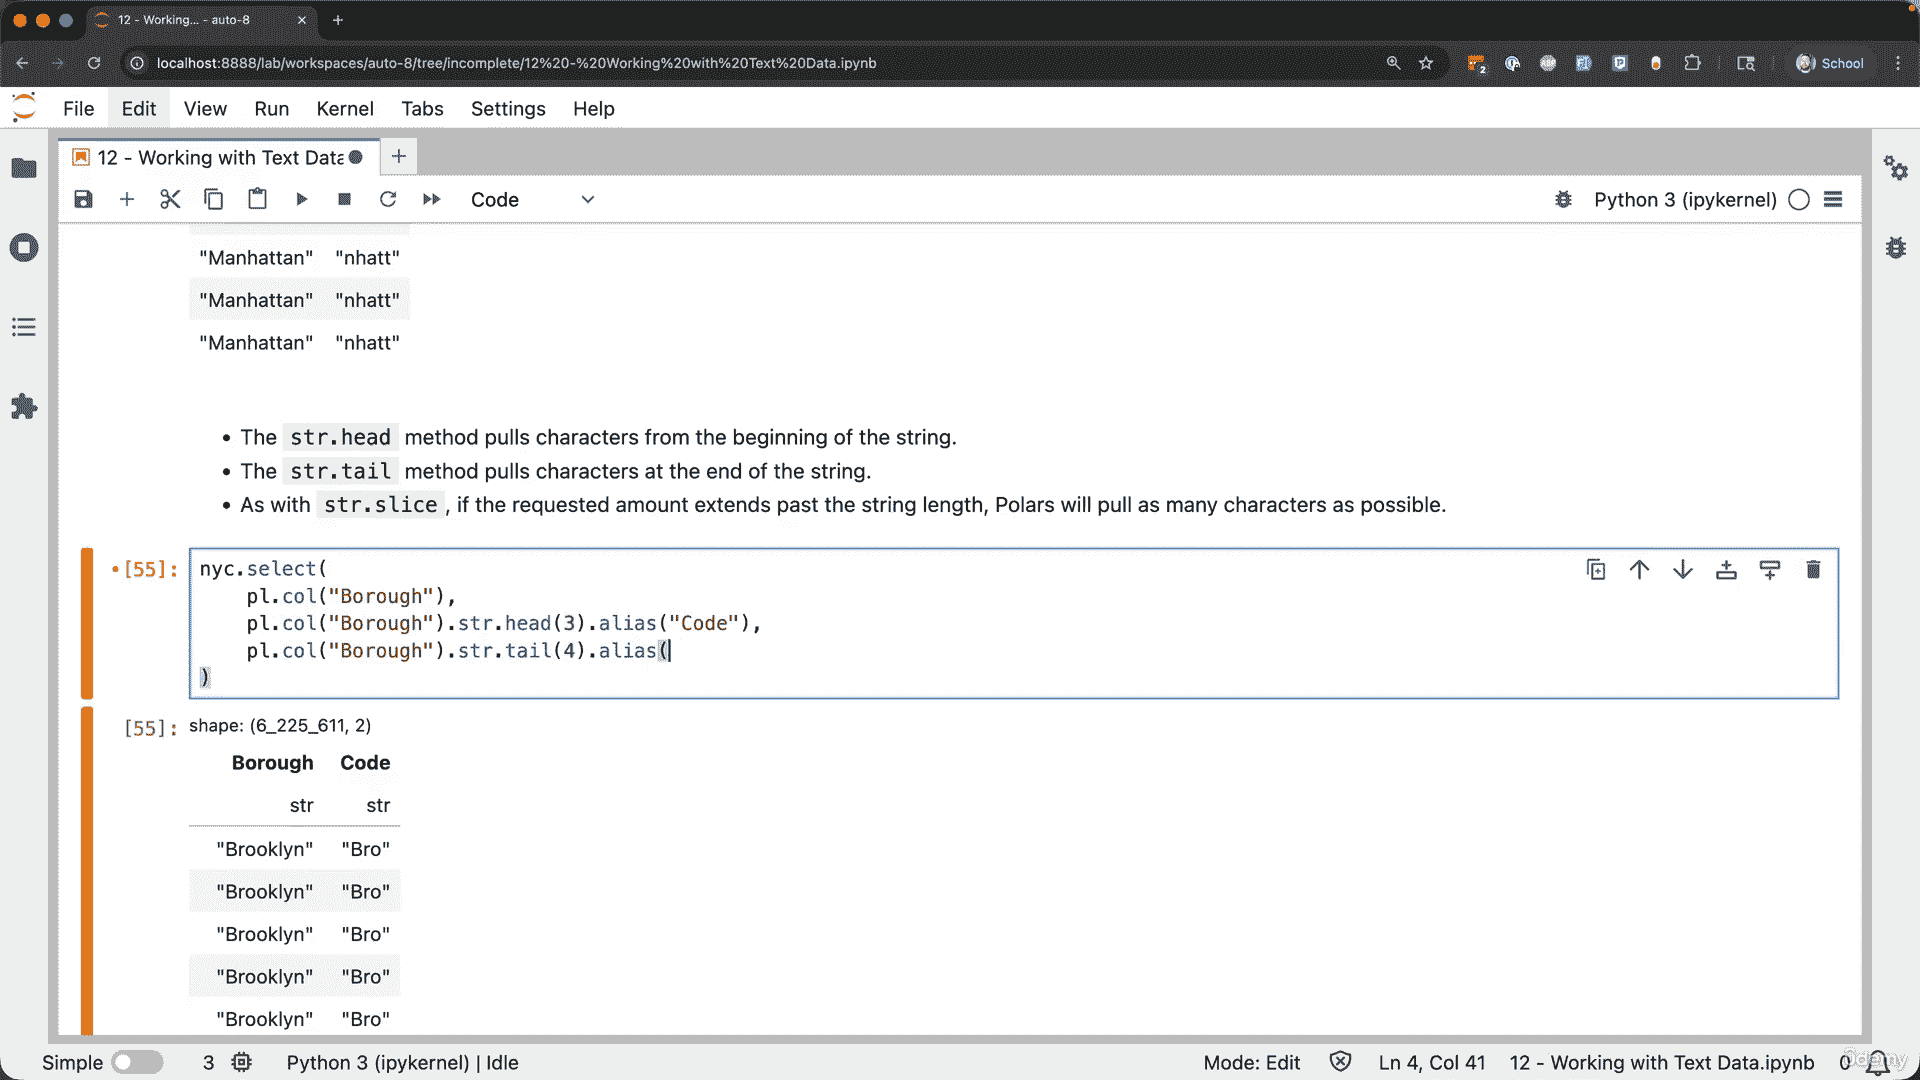 12 - Working... - auto-8
localhost:8888/lab/workspaces/auto-8/tree/incomplete/12%20-%20Working%20with%20Text%20Data.ipynb
2
ABP
School
File Edit View Run Kernel Tabs Settings Help
12 - Working with Text Data
Code
Python 3 (ipykernel)
"Manhattan" "nhatt"
"Manhattan" "nhatt"
"Manhattan" "nhatt"
• The str.head method pulls characters from the beginning of the string.
• The str.tail method pulls characters at the end of the string.
• As with str.slice , if the requested amount extends past the string length, Polars will pull as many characters as possible.
•[55]: nyc.select(
pl.col("Borough"),
pl.col("Borough").str.head(3).alias("Code"),
pl.col("Borough").str.tail(4).alias(
)
[55]: shape: (6_225_611, 2)
Borough Code
str str
"Brooklyn" "Bro"
"Brooklyn" "Bro"
"Brooklyn" "Bro"
"Brooklyn" "Bro"
"Brooklyn" "Bro"
Simple 3 Python 3 (ipykernel) | Idle Mode: Edit Ln 4, Col 41 12 - Working with Text Data.ipynb 0